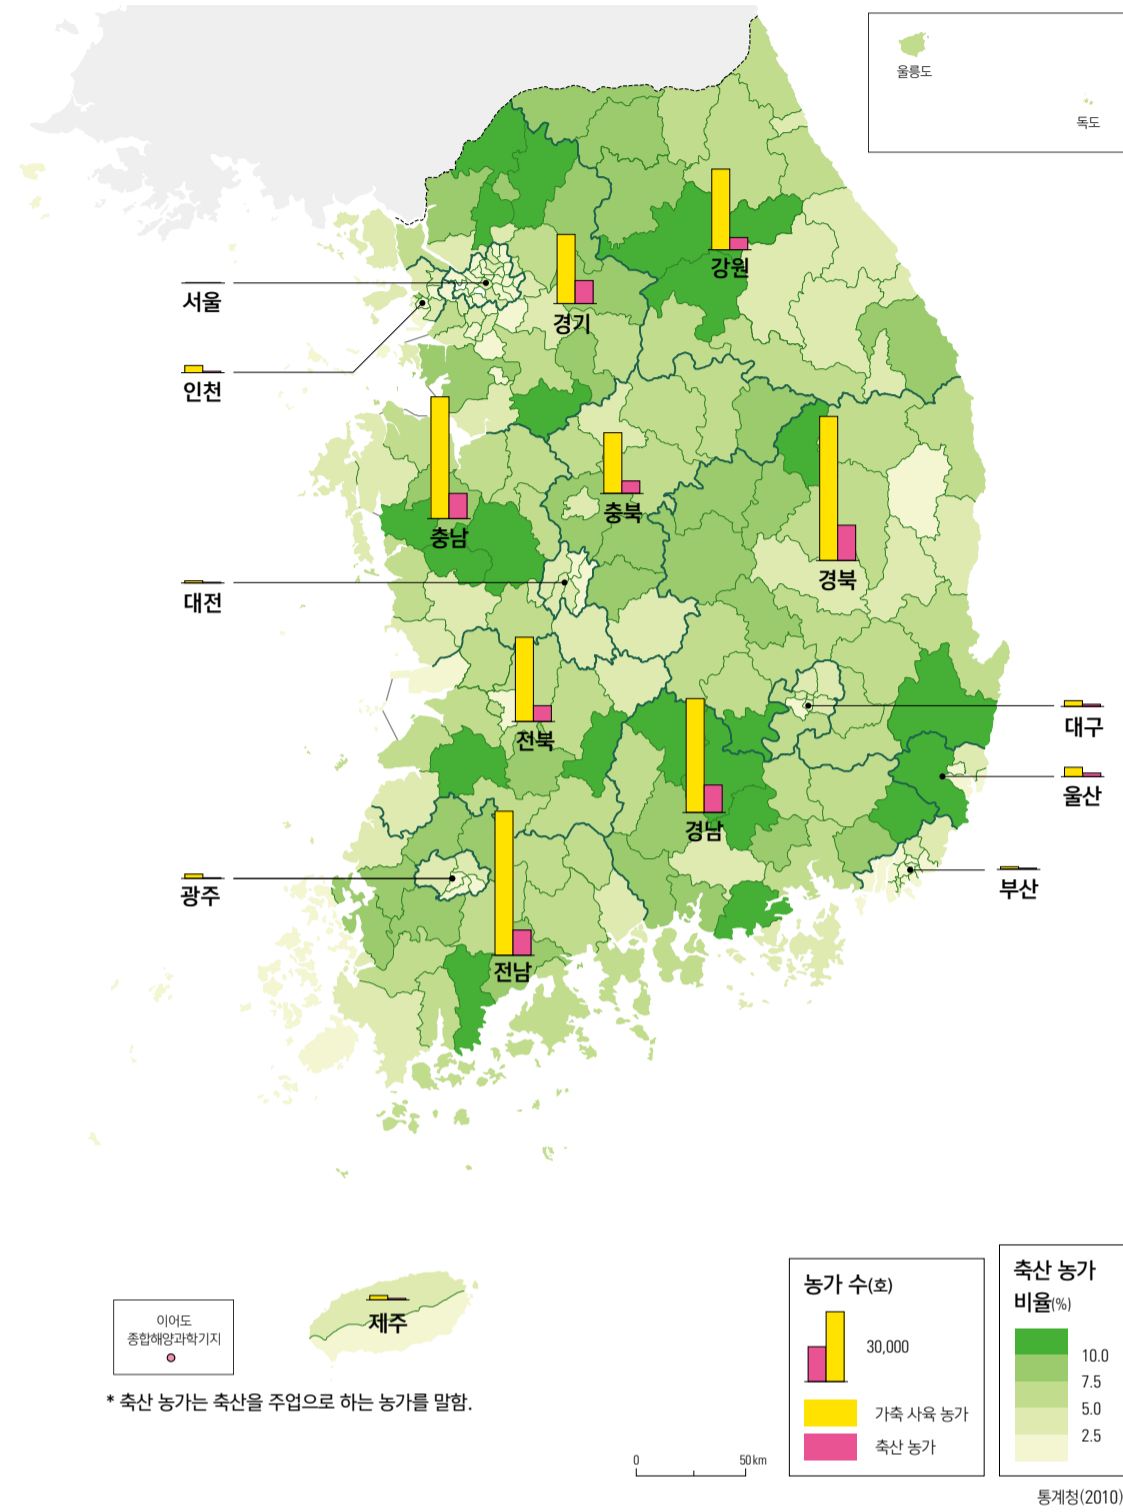 울릉도
독도
강원
서울
경기
인천
충남
충북
경북
대전
대구
전북
울산
경남
광주
부산
전남
제주
이어도
종합해양과학기지
* 축산 농가는 축산을 주업으로 하는 농가를 말함.
0 50km
농가 수(호)
30,000
가축 사육 농가
축산 농가
축산 농가
비율(%)
10.0
7.5
5.0
2.5
통계청(2010)